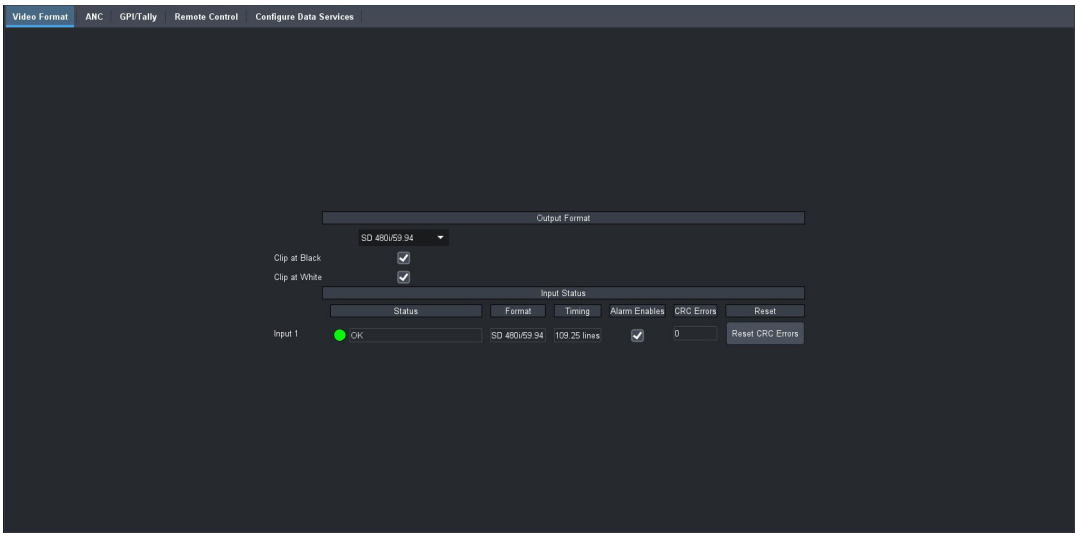 Video Format ANC GPI/Tally Remote Control Configure Data Services
Output Format
SD 480i/59.94
Clip at Black
Clip at White
Input Status
Status Format Timing Alarm Enables CRC Errors Reset
Input 1 OK SD 480i/59.94 109.25 lines 0 Reset CRC Errors